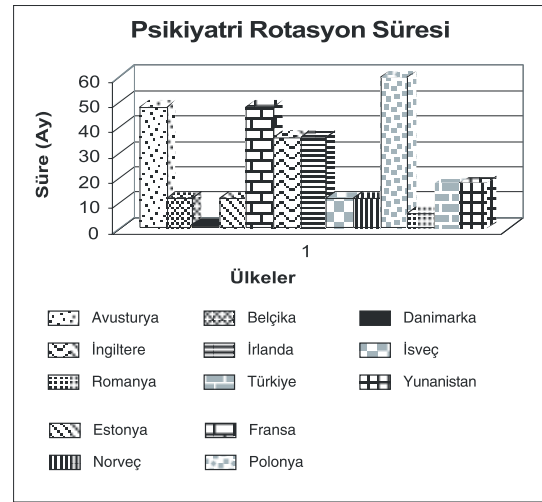 Psikiyatri Rotasyon Süresi
Süre (Ay)
60
50
40
30
20
10
0
1
Ülkeler
Avusturya Belçika Danimarka
İngiltere İrlanda İsveç
Romanya Türkiye Yunanistan
Estonya Fransa
Norveç Polonya